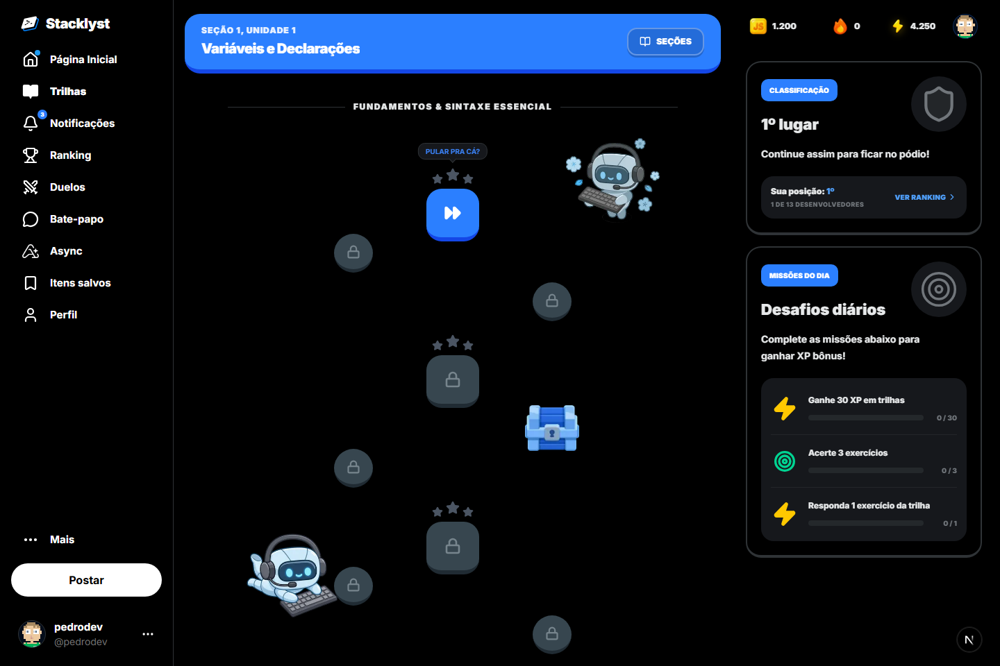 Stacklyst
Página Inicial
Trilhas
3
Notificações
Ranking
Duelos
Bate-papo
Async
Itens salvos
Perfil
Mais
Postar
pedrodev
@pedrodev
SEÇÃO 1, UNIDADE 1
Variáveis e Declarações
SEÇÕES
FUNDAMENTOS & SINTAXE ESSENCIAL
PULAR PRA CÁ?
JS 1.200
0
4.250
CLASSIFICAÇÃO
1º lugar
Continue assim para ficar no pódio!
Sua posição: 1º
1 DE 13 DESENVOLVEDORES
VER RANKING
MISSÕES DO DIA
Desafios diários
Complete as missões abaixo para
ganhar XP bônus!
Ganhe 30 XP em trilhas
0 / 30
Acerte 3 exercícios
0 / 3
Responda 1 exercício da trilha
0 / 1
N